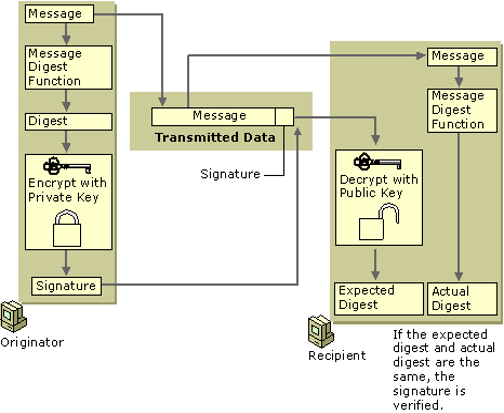 Message
Message
Digest
Function
Digest
Encrypt with
Private Key
Signature
Originator
Message
Transmitted Data
Signature
Message
Message
Digest
Function
Decrypt with
Public Key
Expected
Digest
Actual
Digest
Recipient
If the expected
digest and actual
digest are the
same, the
signature is
verified.